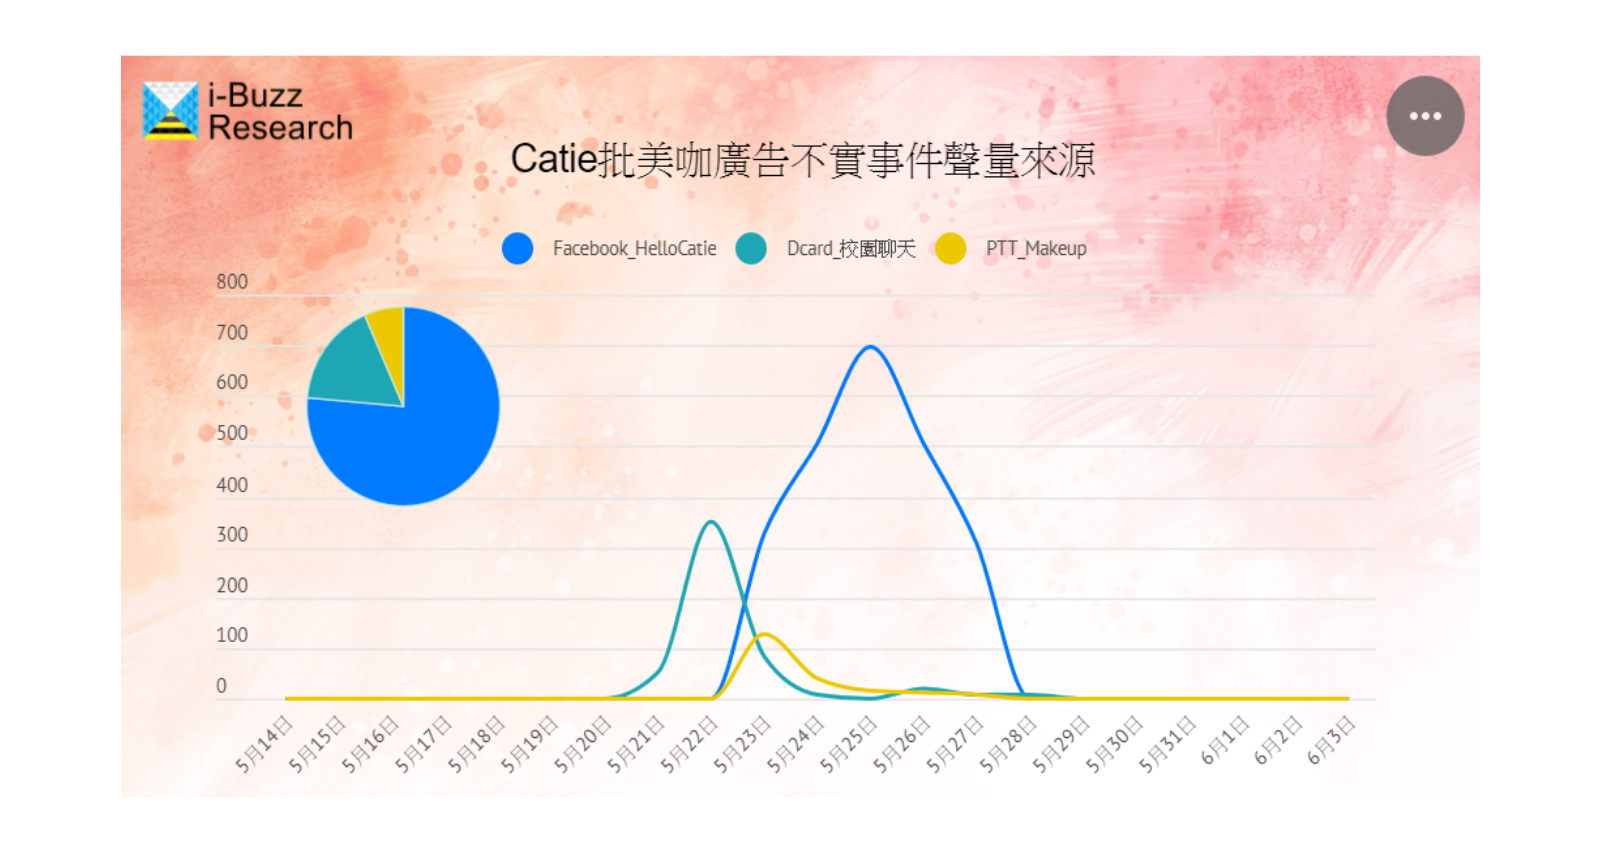 i-Buzz
Research
Catie批美咖廣告不實事件聲量來源
Facebook_HelloCatie
Dcard_校園聊天
PTT_Makeup
800
700
600
500
400
300
200
100
0
5月14日
5月15日
5月16日
5月17日
5月18日
5月19日
5月20日
5月21日
5月22日
5月23日
5月24日
5月25日
5月26日
5月27日
5月28日
5月29日
5月30日
5月31日
6月1日
6月2日
6月3日